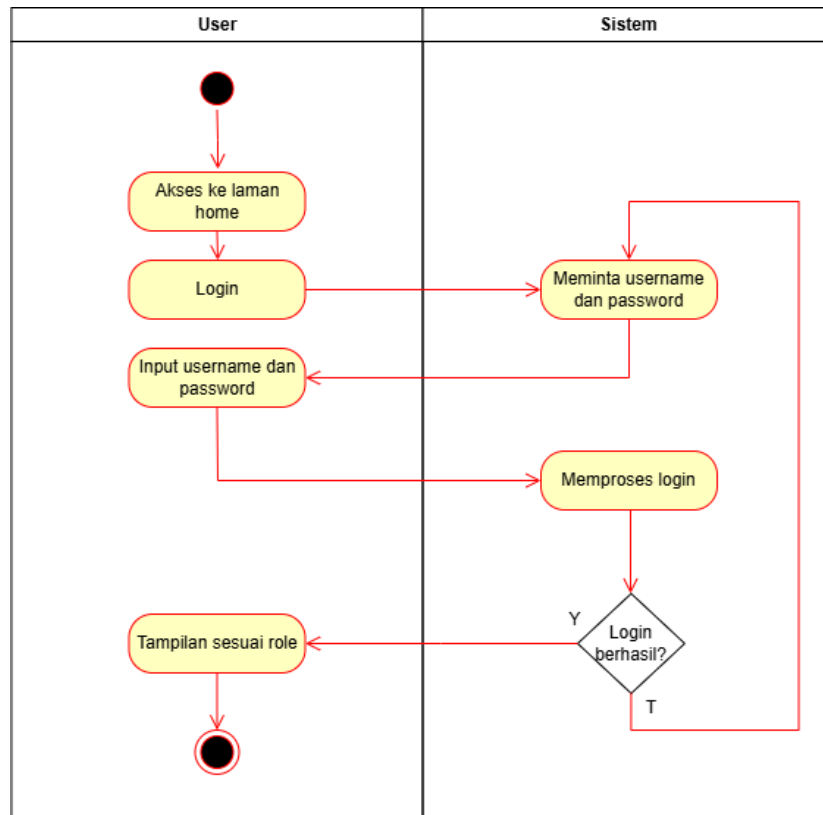 User
Sistem
Akses ke laman
home
Login
Meminta username
dan password
Input username dan
password
Memproses login
Login
berhasil?
Y
T
Tampilan sesuai role